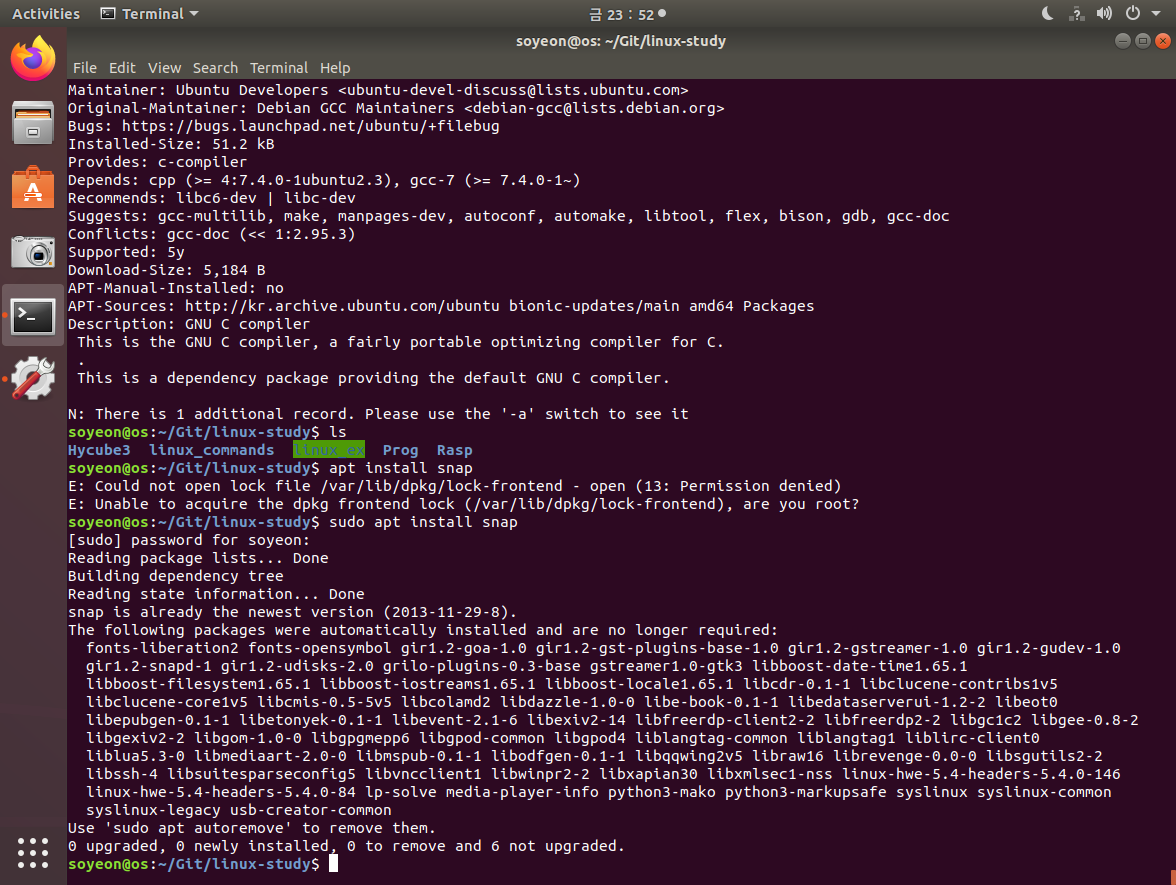 Activities Terminal 금 23 : 52
soyeon@os: ~/Git/linux-study
File Edit View Search Terminal Help
Maintainer: Ubuntu Developers <ubuntu-devel-discuss@lists.ubuntu.com>
Original-Maintainer: Debian GCC Maintainers <debian-gcc@lists.debian.org>
Bugs: https://bugs.launchpad.net/ubuntu/+filebug
Installed-Size: 51.2 kB
Provides: c-compiler
Depends: cpp (>= 4:7.4.0-1ubuntu2.3), gcc-7 (>= 7.4.0-1~)
Recommends: libc6-dev | libc-dev
Suggests: gcc-multilib, make, manpages-dev, autoconf, automake, libtool, flex, bison, gdb, gcc-doc
Conflicts: gcc-doc (<< 1:2.95.3)
Supported: 5y
Download-Size: 5,184 B
APT-Manual-Installed: no
APT-Sources: http://kr.archive.ubuntu.com/ubuntu bionic-updates/main amd64 Packages
Description: GNU C compiler
 This is the GNU C compiler, a fairly portable optimizing compiler for C.
 .
 This is a dependency package providing the default GNU C compiler.
N: There is 1 additional record. Please use the '-a' switch to see it
soyeon@os:~/Git/linux-study$ ls
Hycube3 linux_commands linux_ex Prog Rasp
soyeon@os:~/Git/linux-study$ apt install snap
E: Could not open lock file /var/lib/dpkg/lock-frontend - open (13: Permission denied)
E: Unable to acquire the dpkg frontend lock (/var/lib/dpkg/lock-frontend), are you root?
soyeon@os:~/Git/linux-study$ sudo apt install snap
[sudo] password for soyeon:
Reading package lists... Done
Building dependency tree
Reading state information... Done
snap is already the newest version (2013-11-29-8).
The following packages were automatically installed and are no longer required:
  fonts-liberation2 fonts-opensymbol gir1.2-goa-1.0 gir1.2-gst-plugins-base-1.0 gir1.2-gstreamer-1.0 gir1.2-gudev-1.0
  gir1.2-snapd-1 gir1.2-udisks-2.0 grilo-plugins-0.3-base gstreamer1.0-gtk3 libboost-date-time1.65.1
  libboost-filesystem1.65.1 libboost-iostreams1.65.1 libboost-locale1.65.1 libcdr-0.1-1 libclucene-contribs1v5
  libclucene-core1v5 libcmis-0.5-5v5 libcolamd2 libdazzle-1.0-0 libe-book-0.1-1 libedataserverui-1.2-2 libeot0
  libepubgen-0.1-1 libetonyek-0.1-1 libevent-2.1-6 libexiv2-14 libfreerdp-client2-2 libfreerdp2-2 libgc1c2 libgee-0.8-2
  libgexiv2-2 libgom-1.0-0 libgpgmepp6 libgpod-common libgpod4 liblangtag-common liblangtag1 liblirc-client0
  liblua5.3-0 libmediaart-2.0-0 libmspub-0.1-1 libodfgen-0.1-1 libqqwing2v5 libraw16 librevenge-0.0-0 libsgutils2-2
  libssh-4 libsuitesparseconfig5 libvncclient1 libwinpr2-2 libxapian30 libxmlsec1-nss linux-hwe-5.4-headers-5.4.0-146
  linux-hwe-5.4-headers-5.4.0-84 lp-solve media-player-info python3-mako python3-markupsafe syslinux syslinux-common
  syslinux-legacy usb-creator-common
Use 'sudo apt autoremove' to remove them.
0 upgraded, 0 newly installed, 0 to remove and 6 not upgraded.
soyeon@os:~/Git/linux-study$